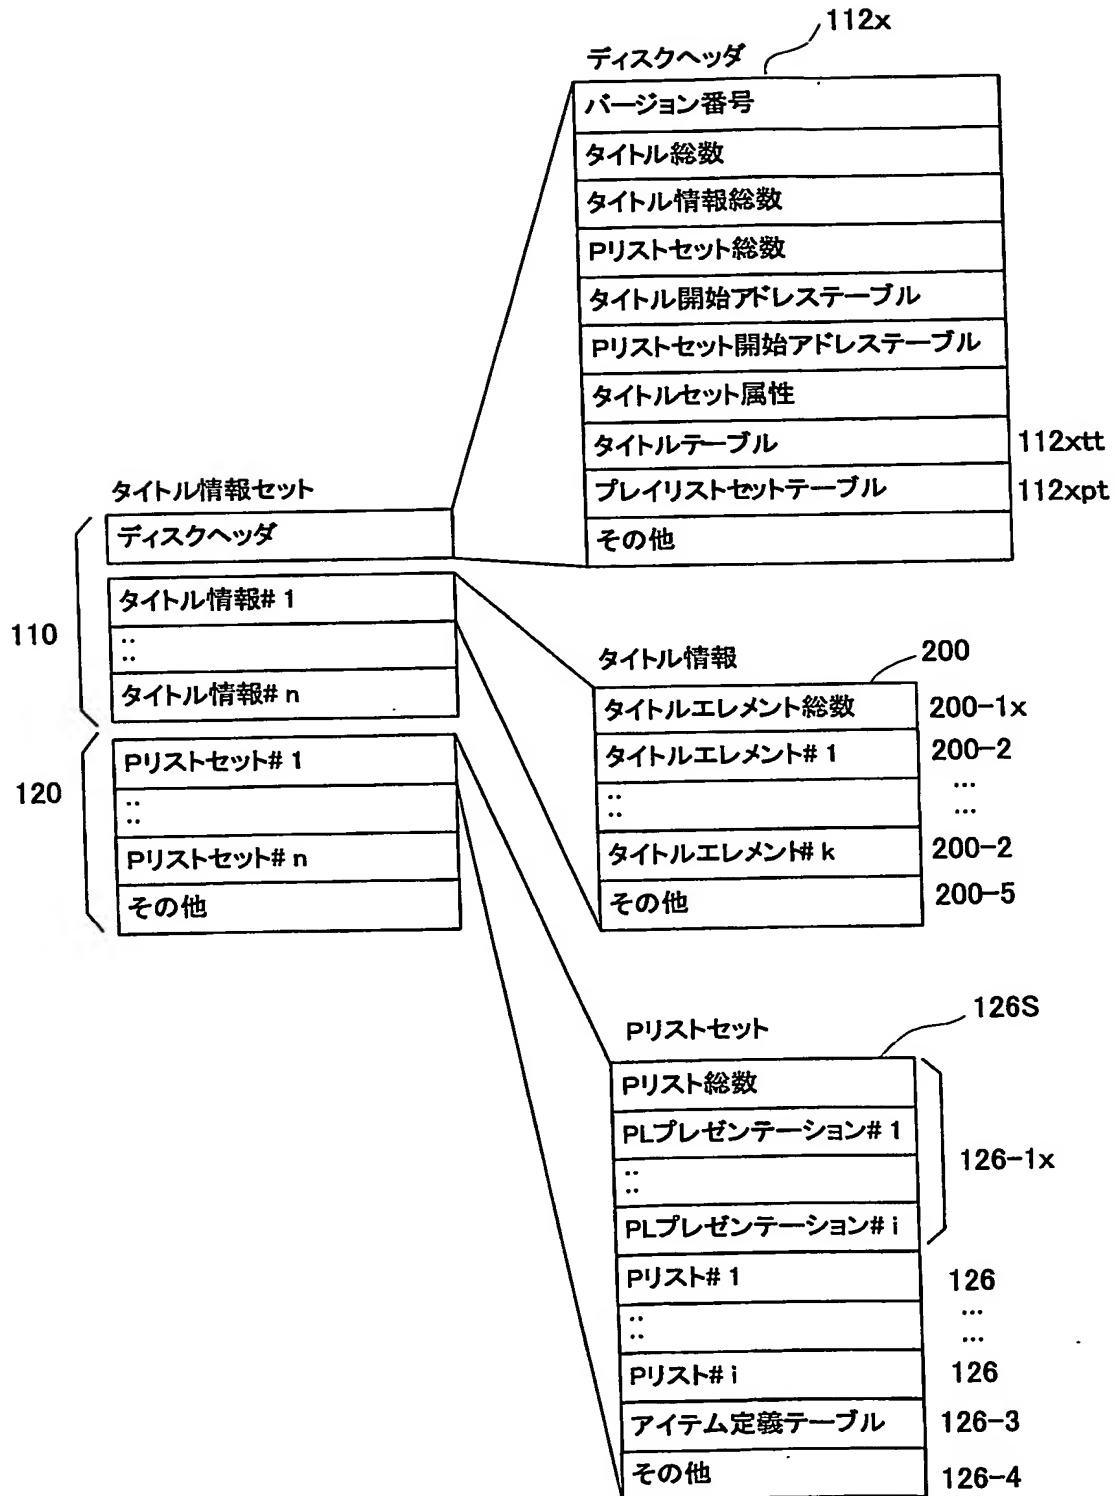 112x
ディスクヘッダ
バージョン番号
タイトル総数
タイトル情報総数
Pリストセット総数
タイトル開始アドレステーブル
Pリストセット開始アドレステーブル
タイトルセット属性
タイトルテーブル 112xtt
プレイリストセットテーブル 112xpt
その他
タイトル情報セット
ディスクヘッダ
110
タイトル情報#1
::
タイトル情報#n
120
Pリストセット#1
::
Pリストセット#n
その他
タイトル情報 200
タイトルエレメント総数 200-1x
タイトルエレメント#1 200-2
:: …
…
タイトルエレメント#k 200-2
その他 200-5
Pリストセット 126S
Pリスト総数
PLプレゼンテーション#1
::
PLプレゼンテーション#i
126-1x
Pリスト#1 126
:: …
…
Pリスト#i 126
アイテム定義テーブル 126-3
その他 126-4